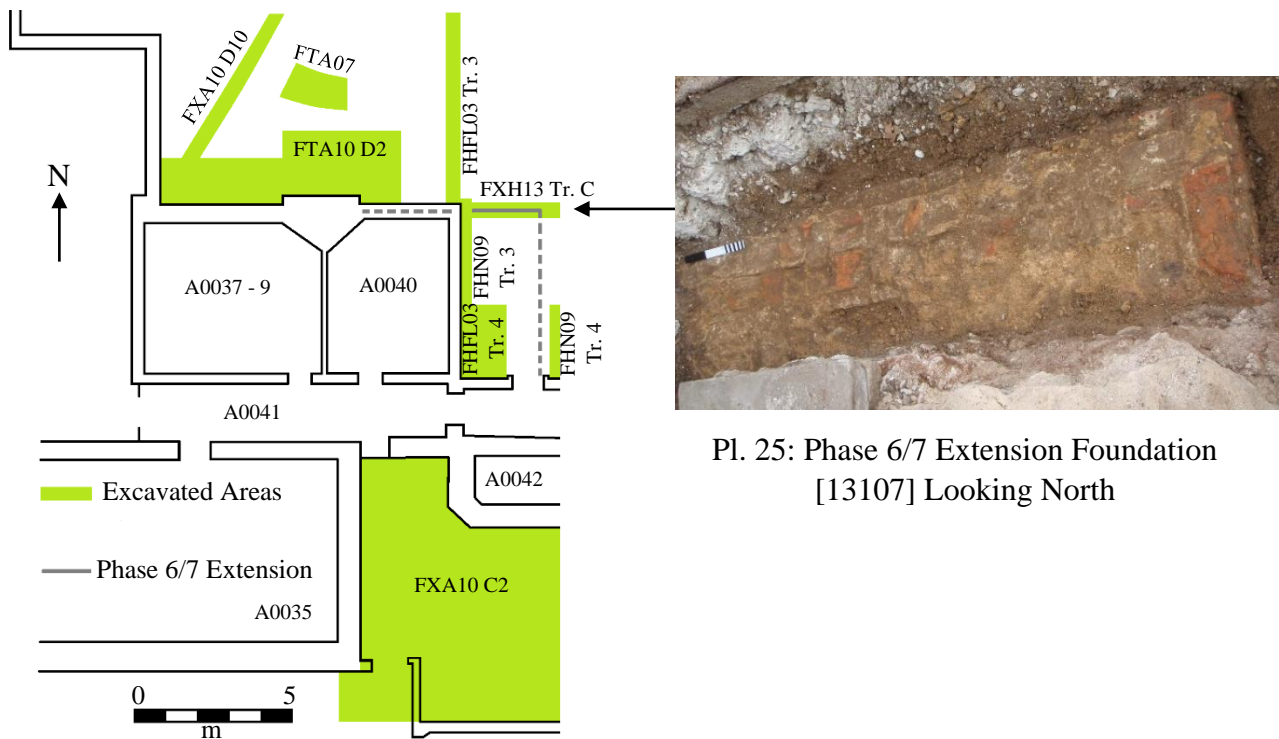 FXA10 D10
FTA07
FHFL03 Tr. 3
FTA10 D2
N
FXH13 Tr. C
FHN09
Tr. 3
A0037 - 9
A0040
FHFL03
Tr. 4
FHN09
Tr. 4
A0041
A0042
Excavated Areas
Phase 6/7 Extension
FXA10 C2
A0035
0 5
m
Pl. 25: Phase 6/7 Extension Foundation
[13107] Looking North